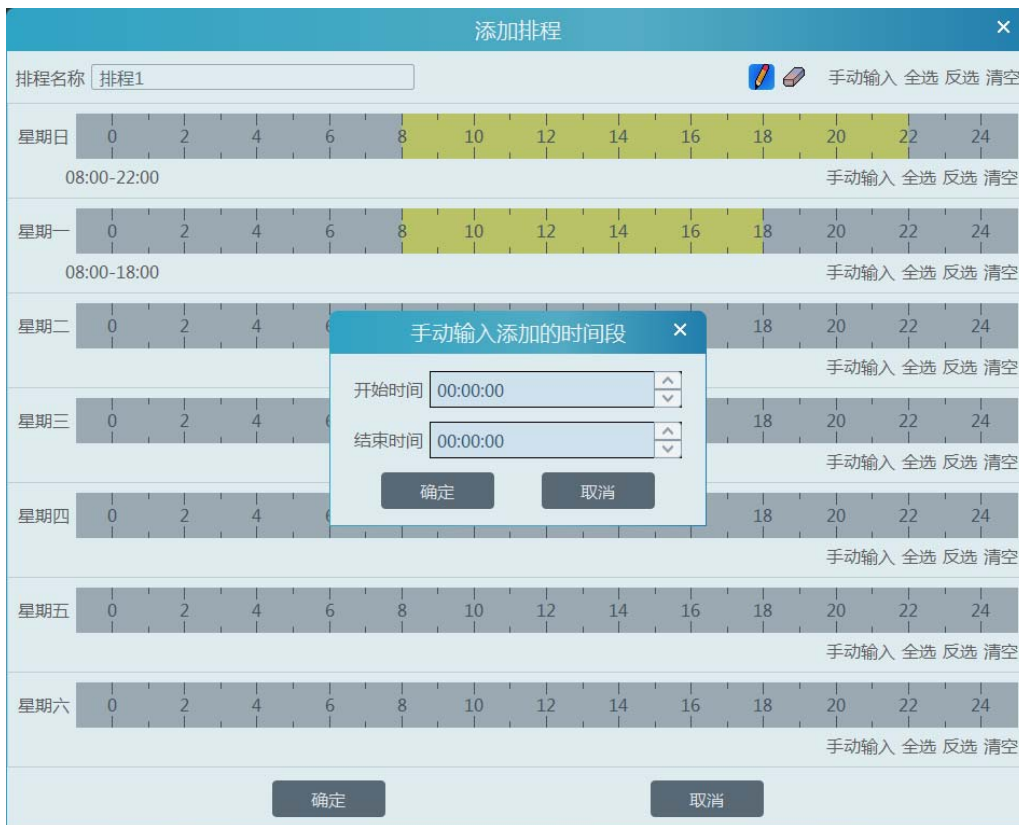 添加排程 ×
排程名称 排程1 手动输入 全选 反选 清空
星期日 0 2 4 6 8 10 12 14 16 18 20 22 24
08:00-22:00 手动输入 全选 反选 清空
星期一 0 2 4 6 8 10 12 14 16 18 20 22 24
08:00-18:00 手动输入 全选 反选 清空
星期二 0 2 4 18 20 22 24
手动输入添加的时间段 ×
手动输入 全选 反选 清空
开始时间 00:00:00
星期三 0 2 4 18 20 22 24
结束时间 00:00:00
手动输入 全选 反选 清空
确定 取消
星期四 0 2 4 18 20 22 24
手动输入 全选 反选 清空
星期五 0 2 4 6 8 10 12 14 16 18 20 22 24
手动输入 全选 反选 清空
星期六 0 2 4 6 8 10 12 14 16 18 20 22 24
手动输入 全选 反选 清空
确定 取消